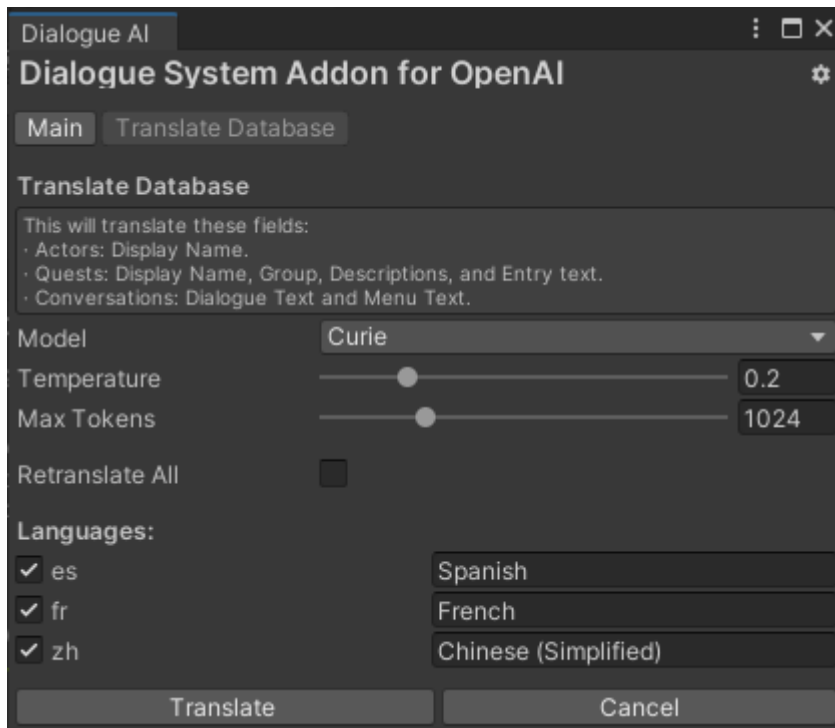 Dialogue AI
Dialogue System Addon for OpenAI
Main Translate Database
Translate Database
This will translate these fields:
· Actors: Display Name.
· Quests: Display Name, Group, Descriptions, and Entry text.
· Conversations: Dialogue Text and Menu Text.
Model Curie
Temperature 0.2
Max Tokens 1024
Retranslate All
Languages:
es Spanish
fr French
zh Chinese (Simplified)
Translate Cancel